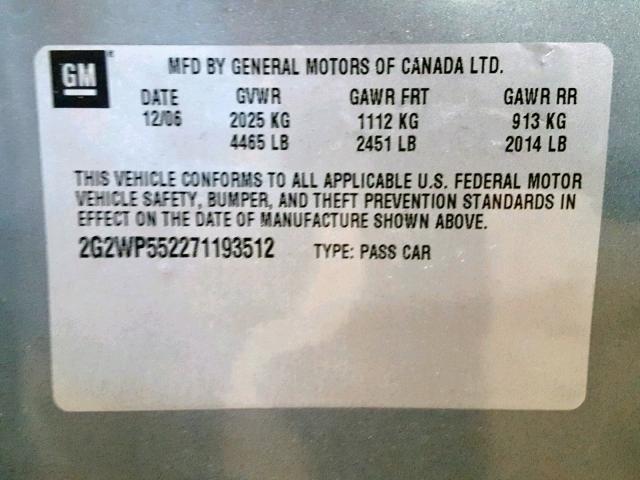 GM®
MFD BY GENERAL MOTORS OF CANADA LTD.
DATE GVWR GAWR FRT GAWR RR
12/06 2025 KG 1112 KG 913 KG
4465 LB 2451 LB 2014 LB
THIS VEHICLE CONFORMS TO ALL APPLICABLE U.S. FEDERAL MOTOR
VEHICLE SAFETY, BUMPER, AND THEFT PREVENTION STANDARDS IN
EFFECT ON THE DATE OF MANUFACTURE SHOWN ABOVE.
2G2WP552271193512 TYPE: PASS CAR